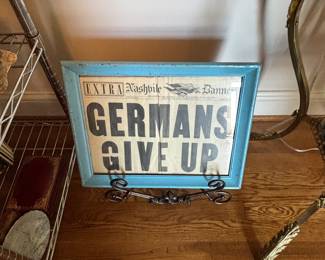 EXTRA Nashville Banner
GERMANS
GIVE UP